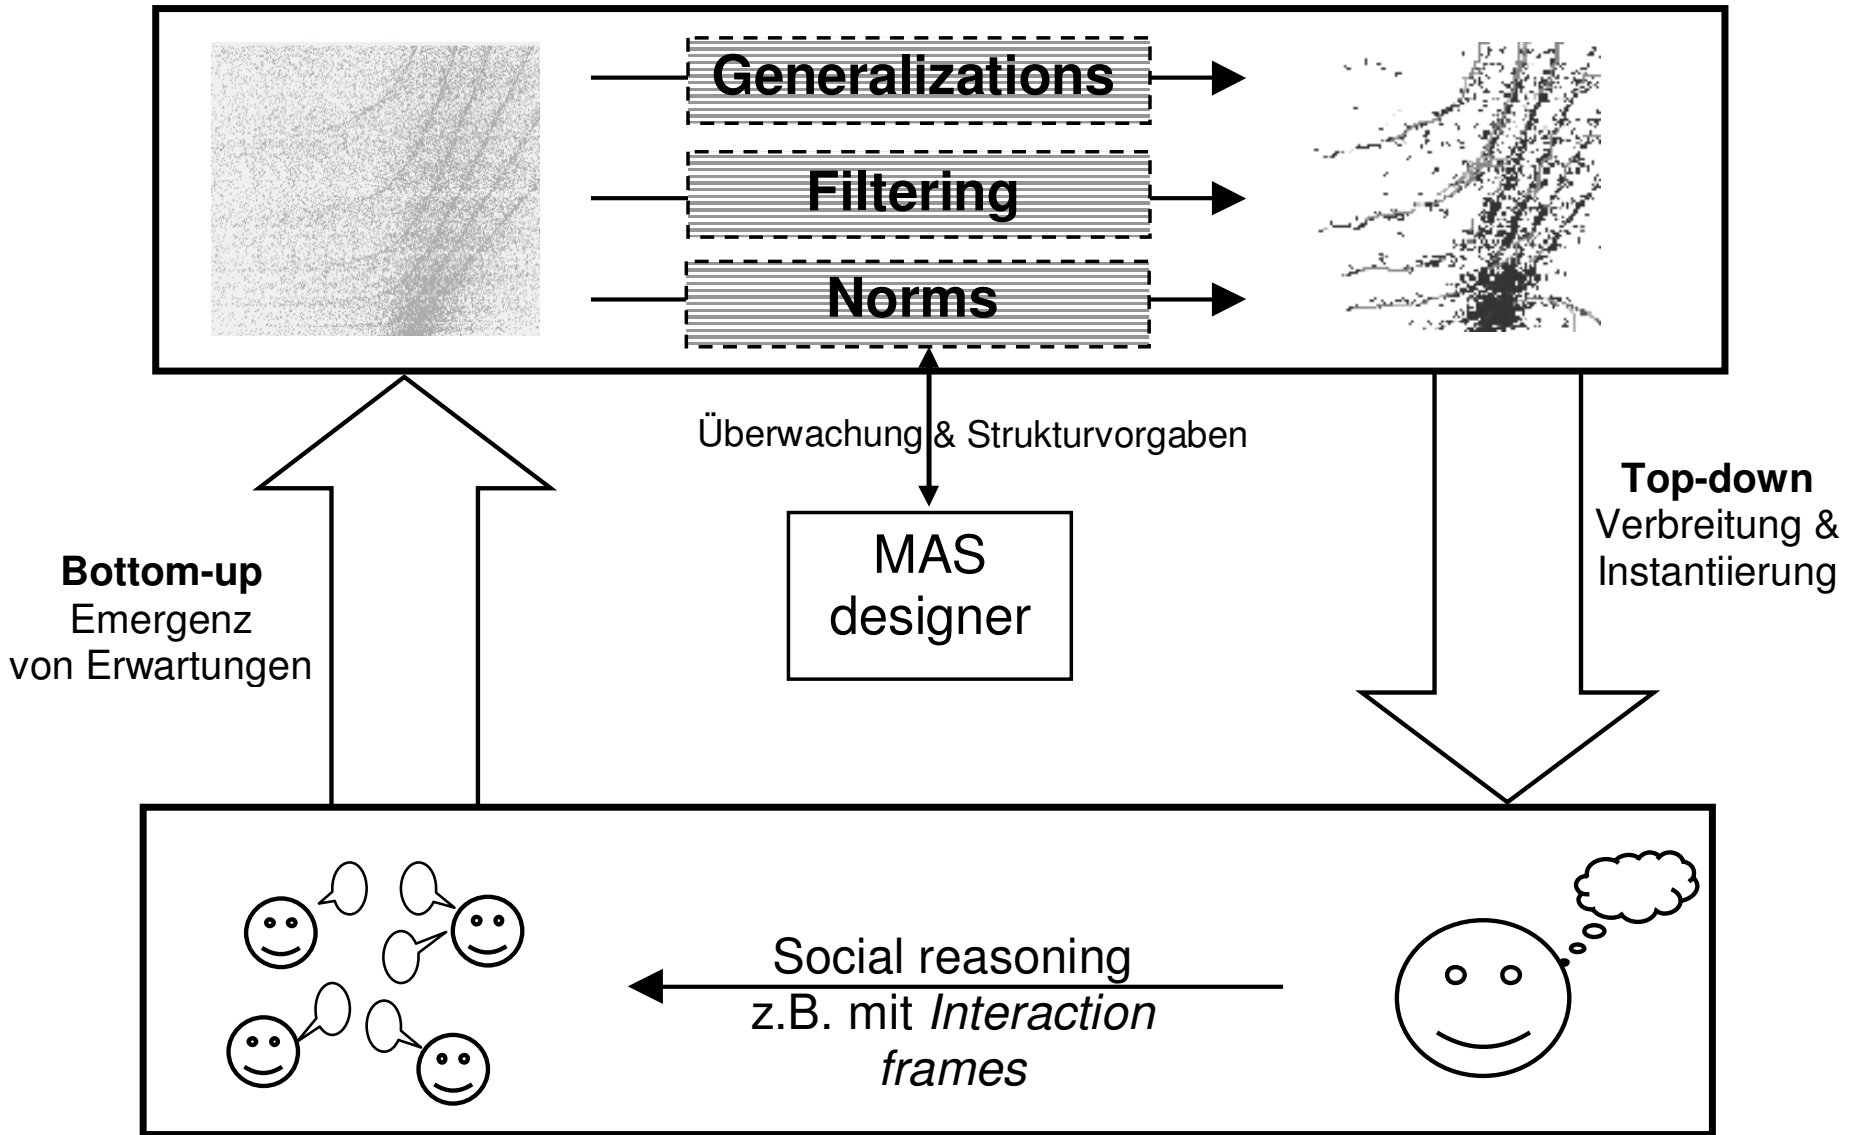 Generalizations
Filtering
Norms
Überwachung & Strukturvorgaben
MAS
designer
Bottom-up
Emergenz
von Erwartungen
Top-down
Verbreitung &
Instantiierung
Social reasoning
z.B. mit Interaction
frames